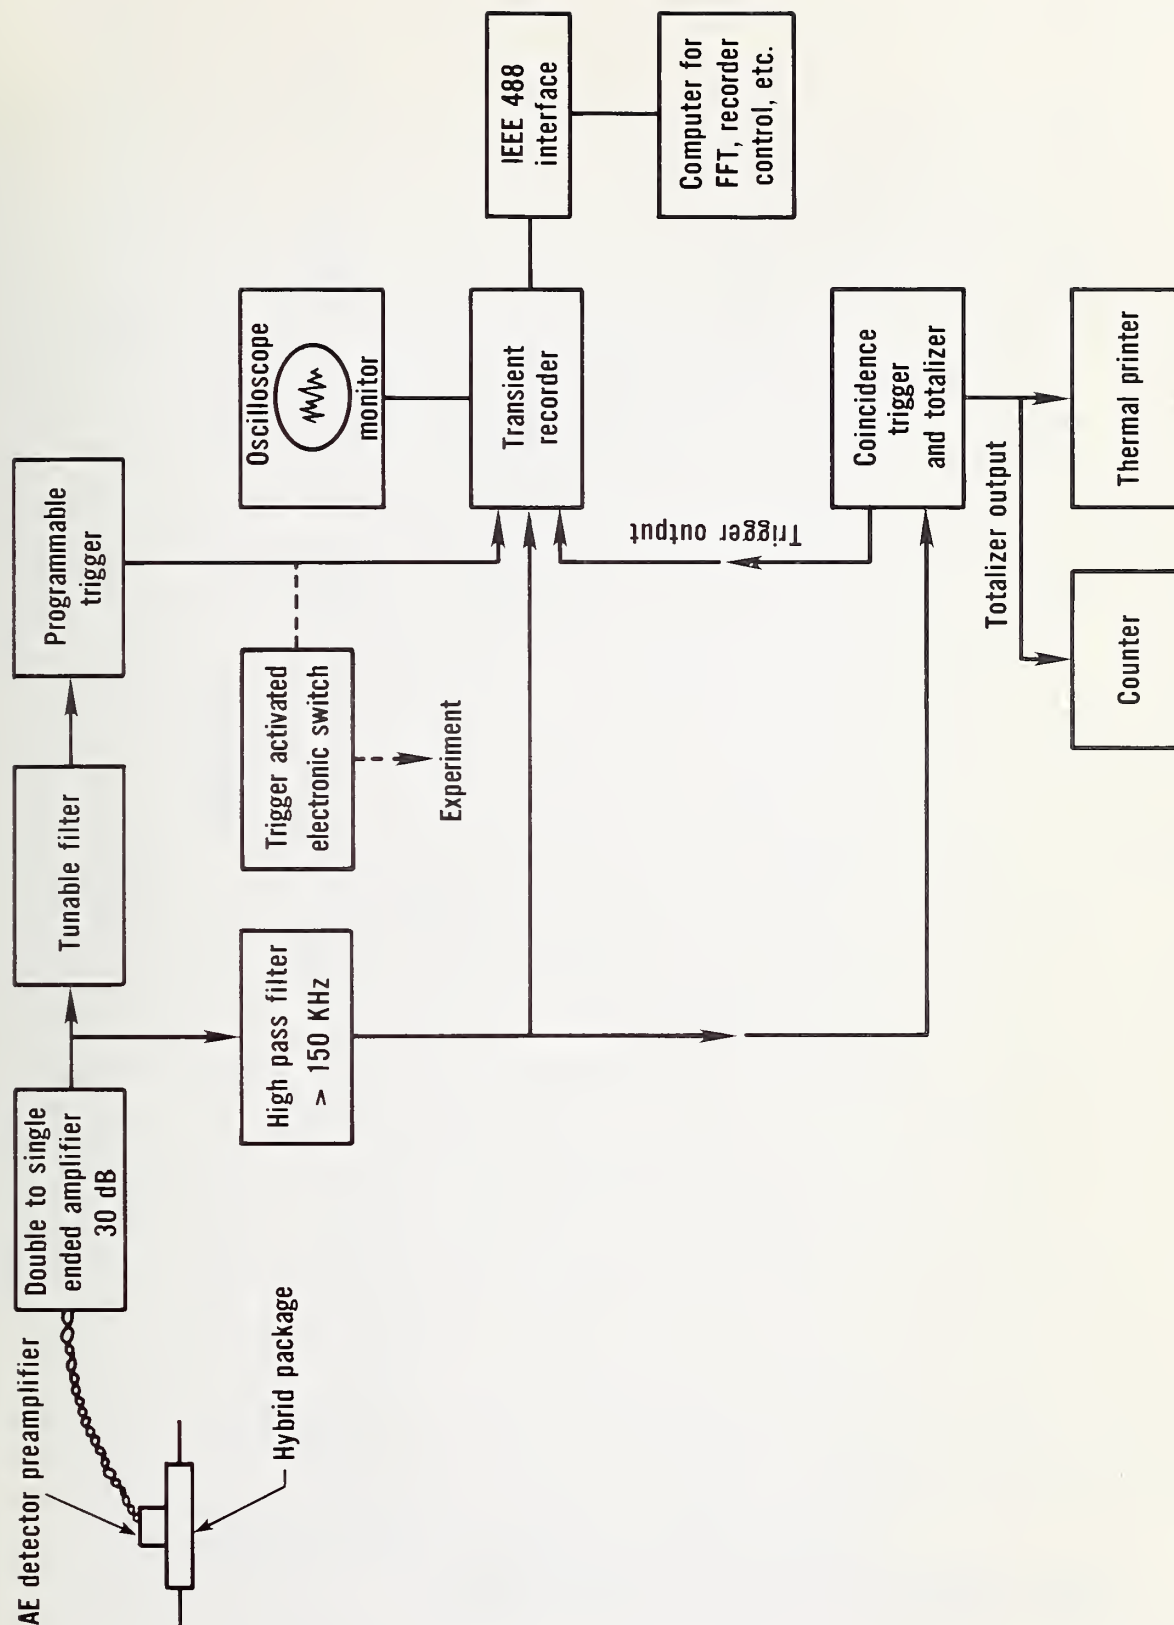 AE detector preamplifier
Hybrid package
Double to single
ended amplifier
30 dB
Tunable filter
Programmable
trigger
High pass filter
> 150 KHz
Trigger activated
electronic switch
Experiment
Oscilloscope
monitor
Transient
recorder
IEEE 488
interface
Computer for
FFT, recorder
control, etc.
Trigger output
Coincidence
trigger
and totalizer
Totalizer output
Counter
Thermal printer